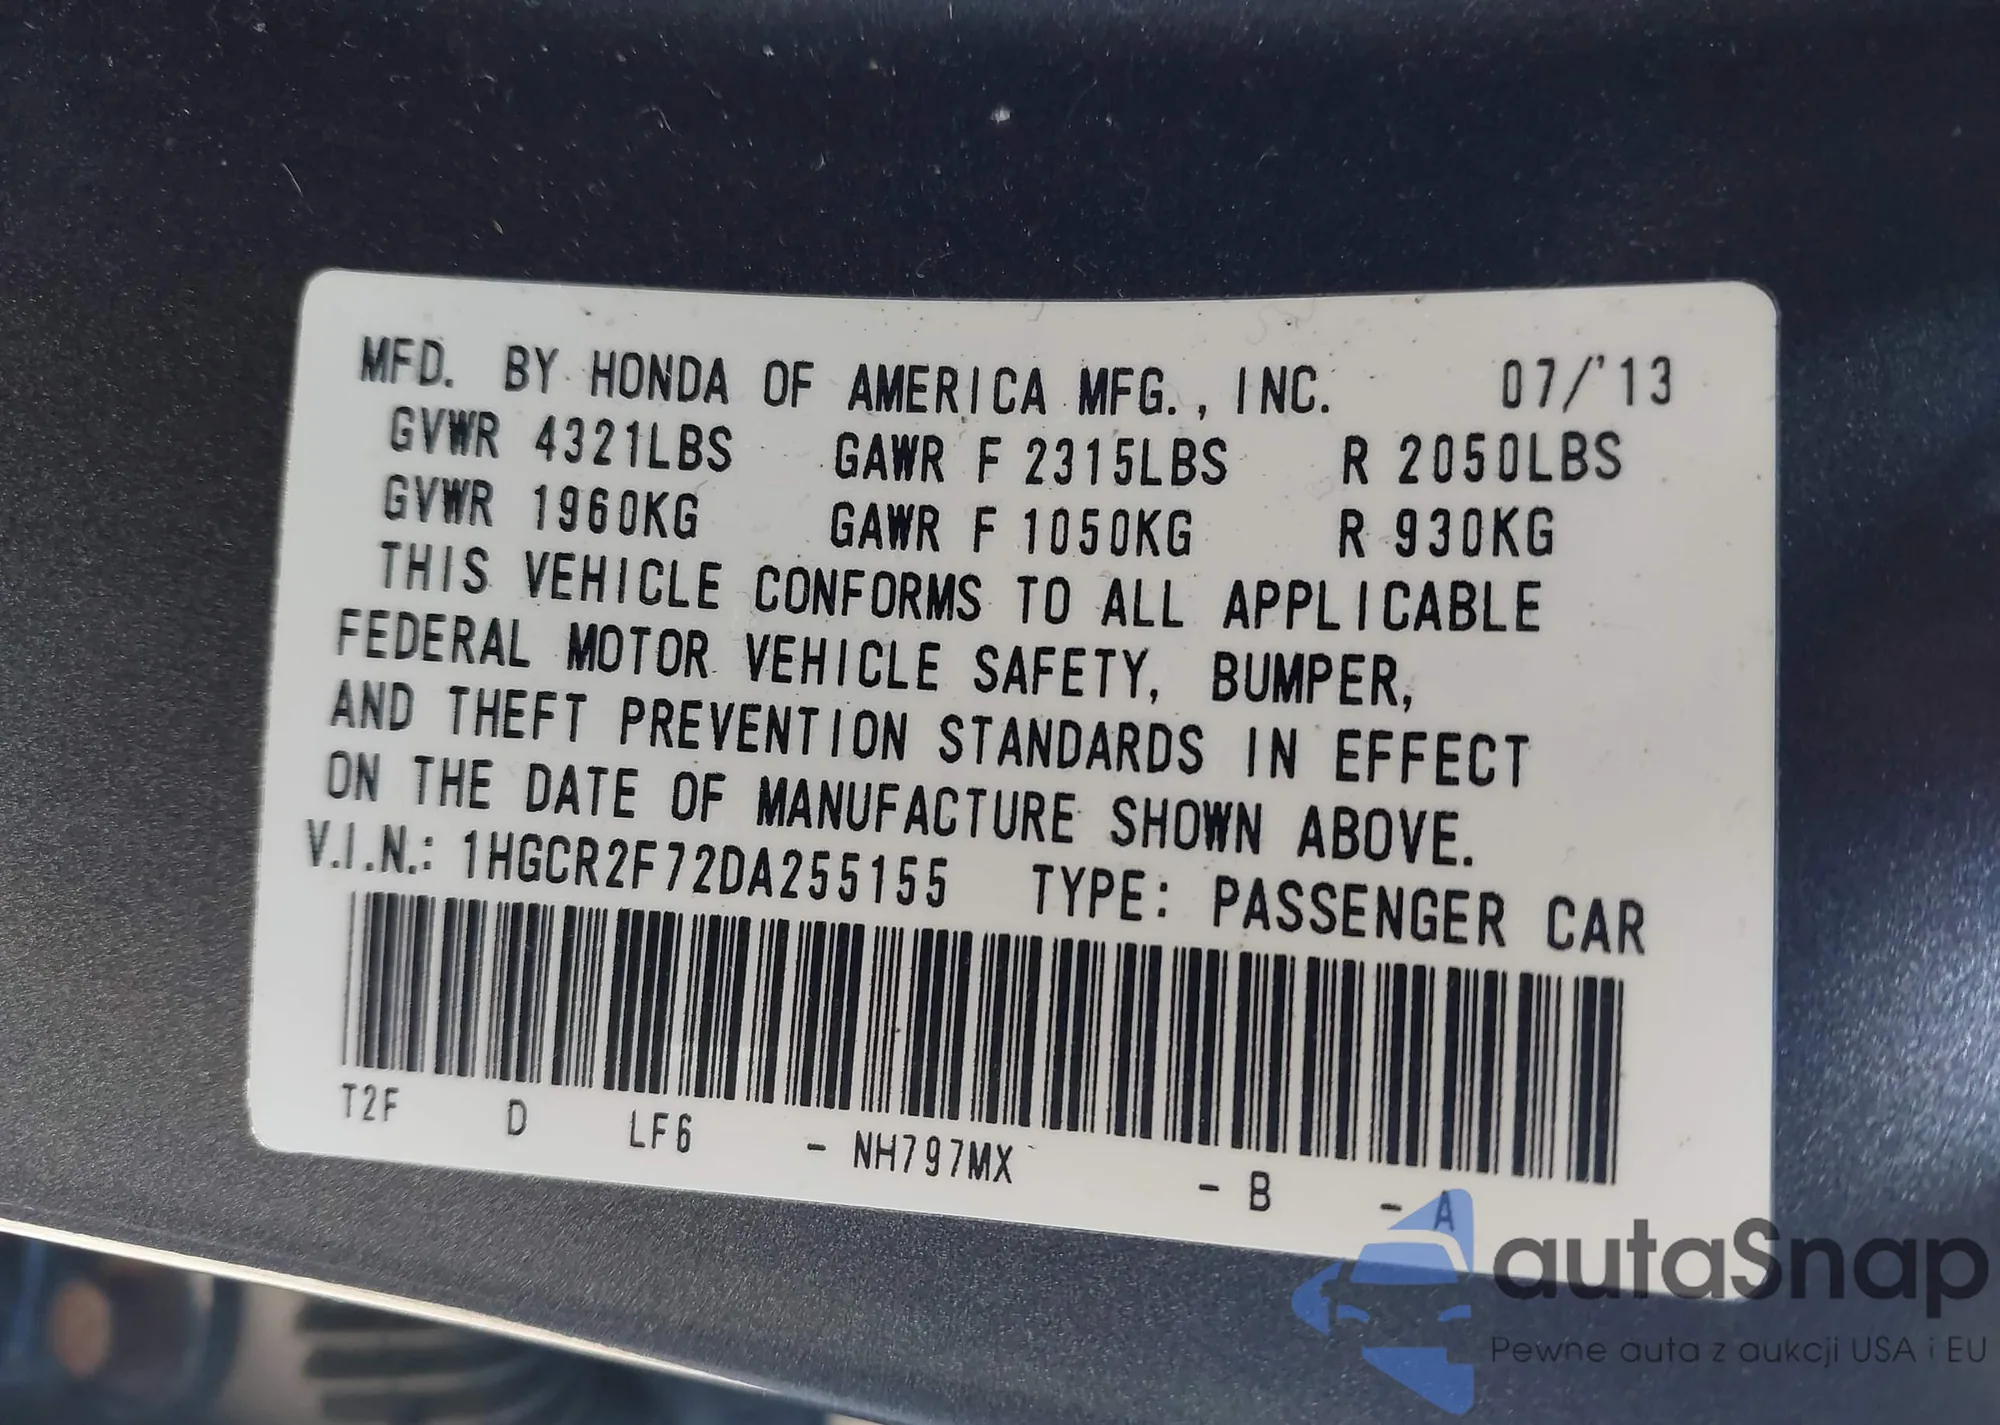 MFD. BY HONDA OF AMERICA MFG., INC. 07/'13
GVWR 4321LBS GAWR F 2315LBS R 2050LBS
GVWR 1960KG GAWR F 1050KG R 930KG
THIS VEHICLE CONFORMS TO ALL APPLICABLE
FEDERAL MOTOR VEHICLE SAFETY, BUMPER,
AND THEFT PREVENTION STANDARDS IN EFFECT
ON THE DATE OF MANUFACTURE SHOWN ABOVE.
V.I.N.: 1HGCR2F72DA255155 TYPE: PASSENGER CAR
T2F D LF6 - NH797MX - B - A
autaSnap
Pewne auta z aukcji USA i EU